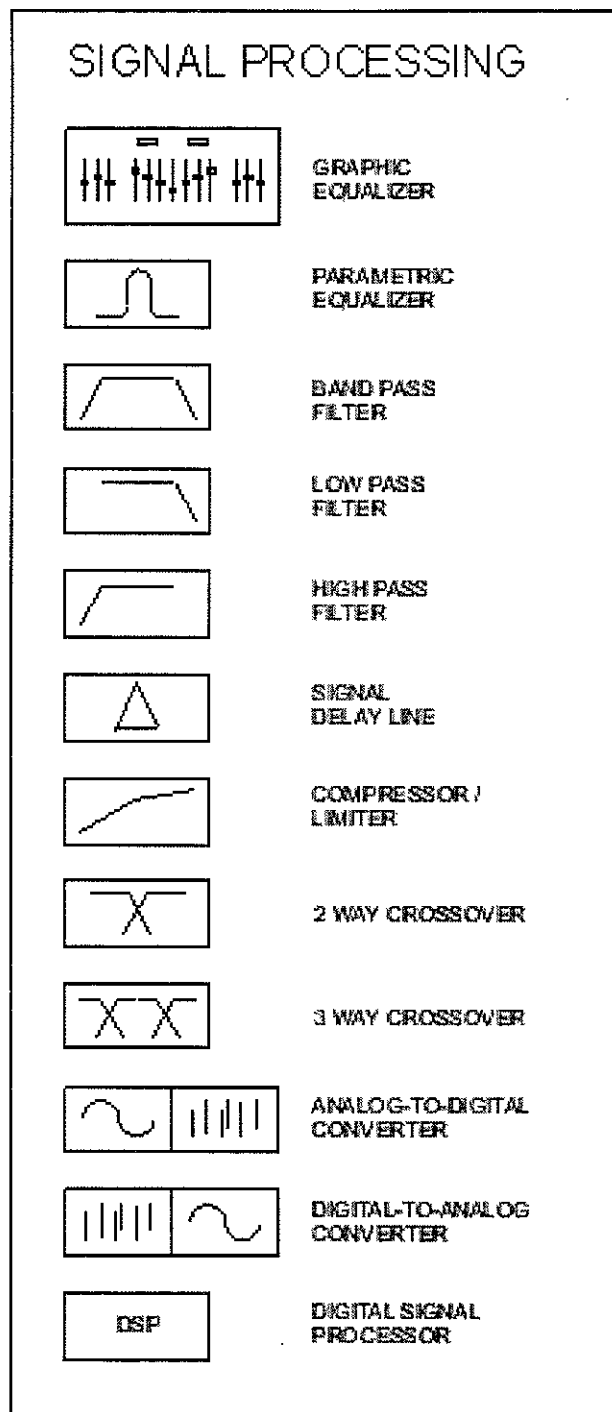 SIGNAL PROCESSING
GRAPHIC
EQUALIZER
PARAMETRIC
EQUALIZER
BAND PASS
FILTER
LOW PASS
FILTER
HIGH PASS
FILTER
SIGNAL
DELAY LINE
COMPRESSOR /
LIMITER
2 WAY CROSSOVER
3 WAY CROSSOVER
ANALOG-TO-DIGITAL
CONVERTER
DIGITAL-TO-ANALOG
CONVERTER
DSP
DIGITAL SIGNAL
PROCESSOR